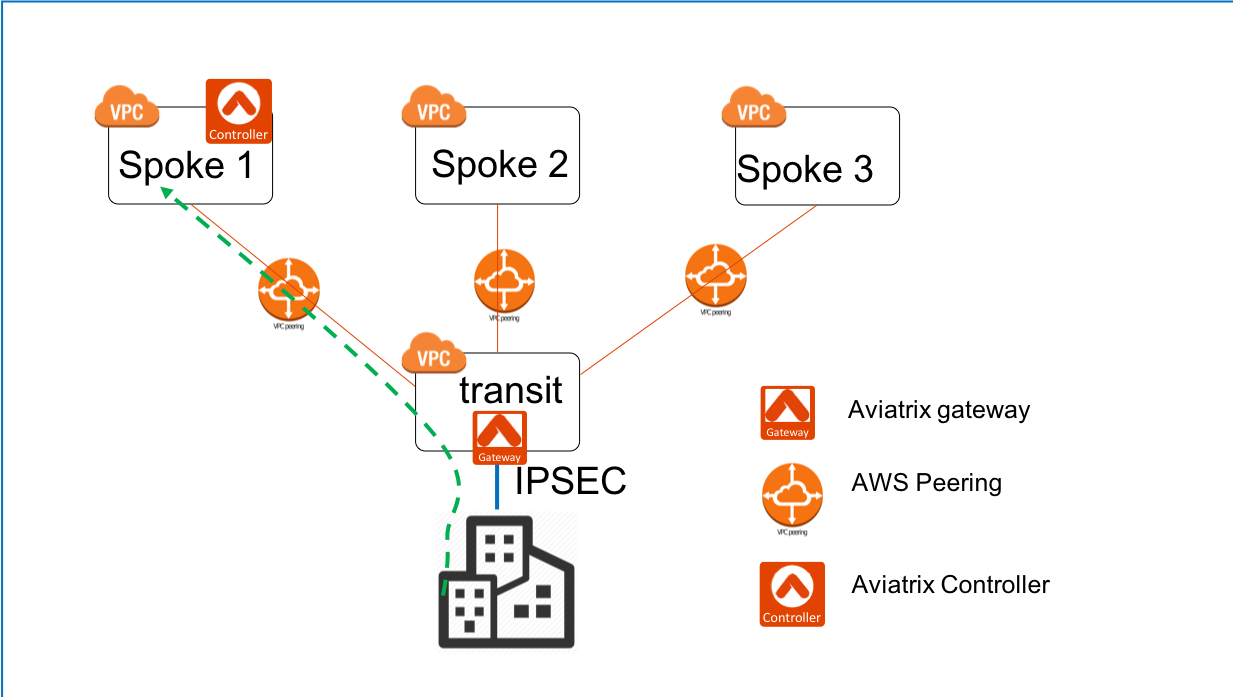 VPC
Controller
Spoke 1
VPC
Spoke 2
VPC
Spoke 3
VPC peering
VPC peering
VPC peering
VPC
transit
Gateway
IPSEC
Gateway
Aviatrix gateway
AWS Peering
VPC peering
Controller
Aviatrix Controller